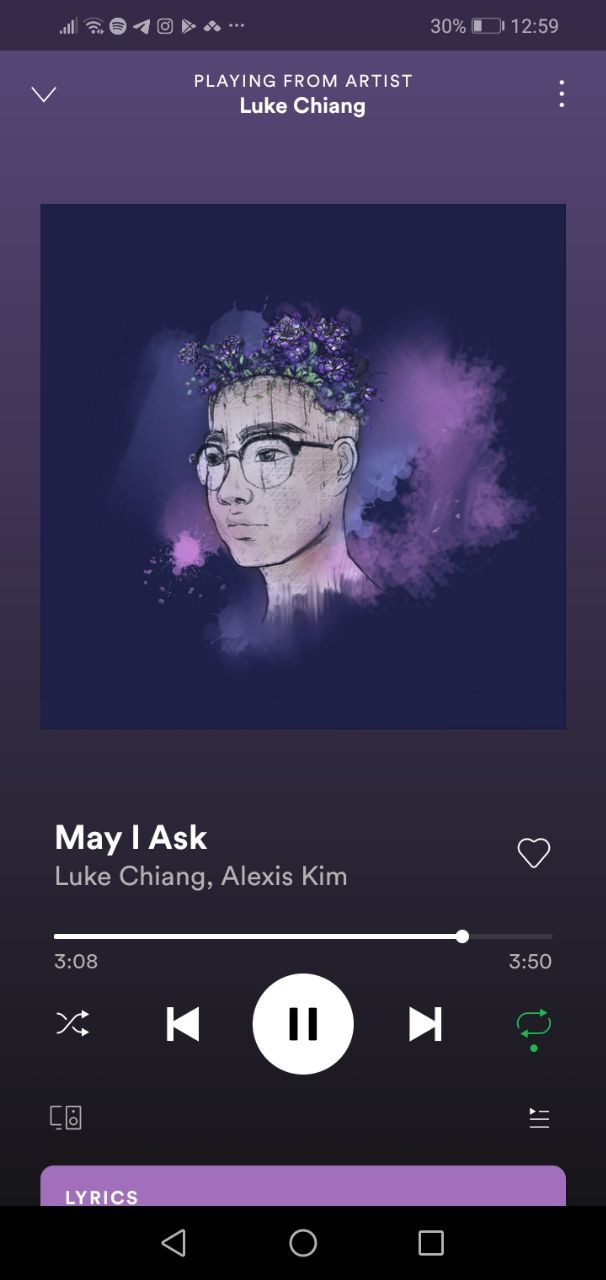 30% 12:59
PLAYING FROM ARTIST
Luke Chiang
May I Ask
Luke Chiang, Alexis Kim
3:08 3:50
LYRICS